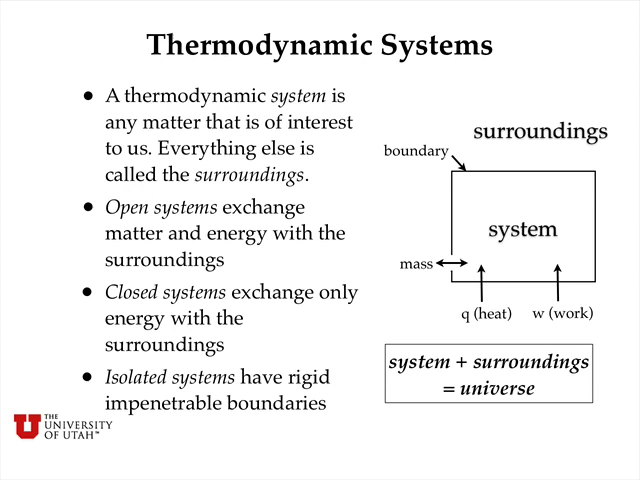 Thermodynamic Systems
• A thermodynamic system is
any matter that is of interest
to us. Everything else is
called the surroundings.
• Open systems exchange
matter and energy with the
surroundings
• Closed systems exchange only
energy with the
surroundings
• Isolated systems have rigid
impenetrable boundaries
surroundings
boundary
system
mass
q (heat) w (work)
system + surroundings
= universe
U
THE
UNIVERSITY
OF UTAH™